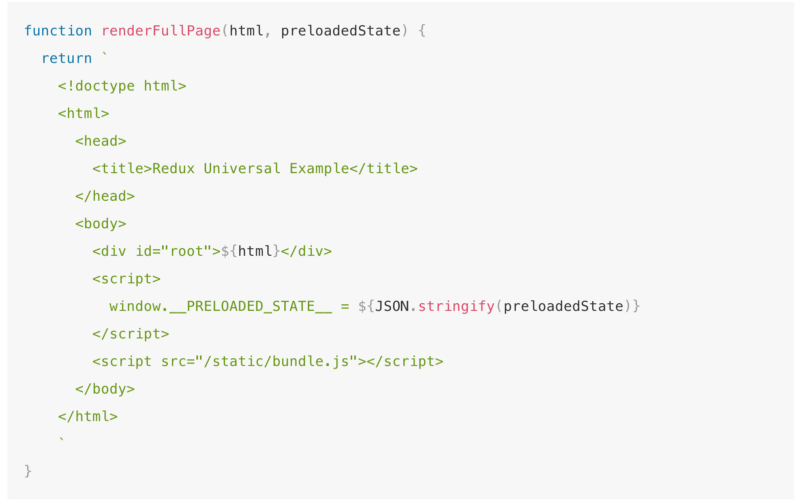 function renderFullPage(html, preloadedState) {
  return `
    <!doctype html>
    <html>
      <head>
        <title>Redux Universal Example</title>
      </head>
      <body>
        <div id="root">${html}</div>
        <script>
          window.__PRELOADED_STATE__ = ${JSON.stringify(preloadedState)}
        </script>
        <script src="/static/bundle.js"></script>
      </body>
    </html>
    `
}